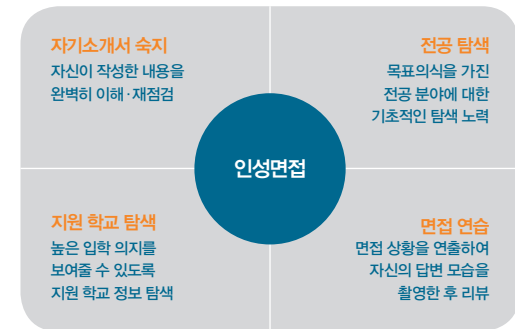 자기소개서 숙지
자신이 작성한 내용을
완벽히 이해·재점검
전공 탐색
목표의식을 가진
전공 분야에 대한
기초적인 탐색 노력
인성면접
지원 학교 탐색
높은 입학 의지를
보여줄 수 있도록
지원 학교 정보 탐색
면접 연습
면접 상황을 연출하여
자신의 답변 모습을
촬영한 후 리뷰